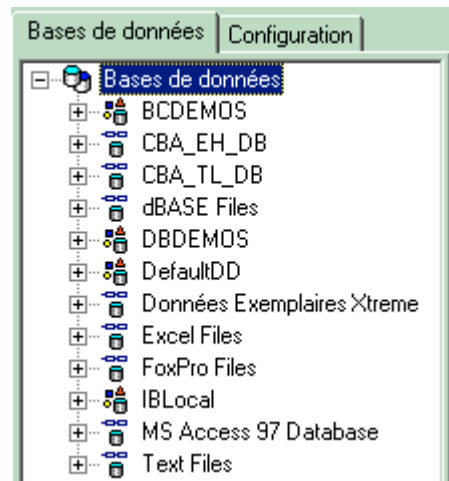 Bases de données Configuration
Bases de données
BCDEMOS
CBA_EH_DB
CBA_TL_DB
dBASE Files
DBDEMOS
DefaultDD
Données Exemplaires Xtreme
Excel Files
FoxPro Files
IBLocal
MS Access 97 Database
Text Files